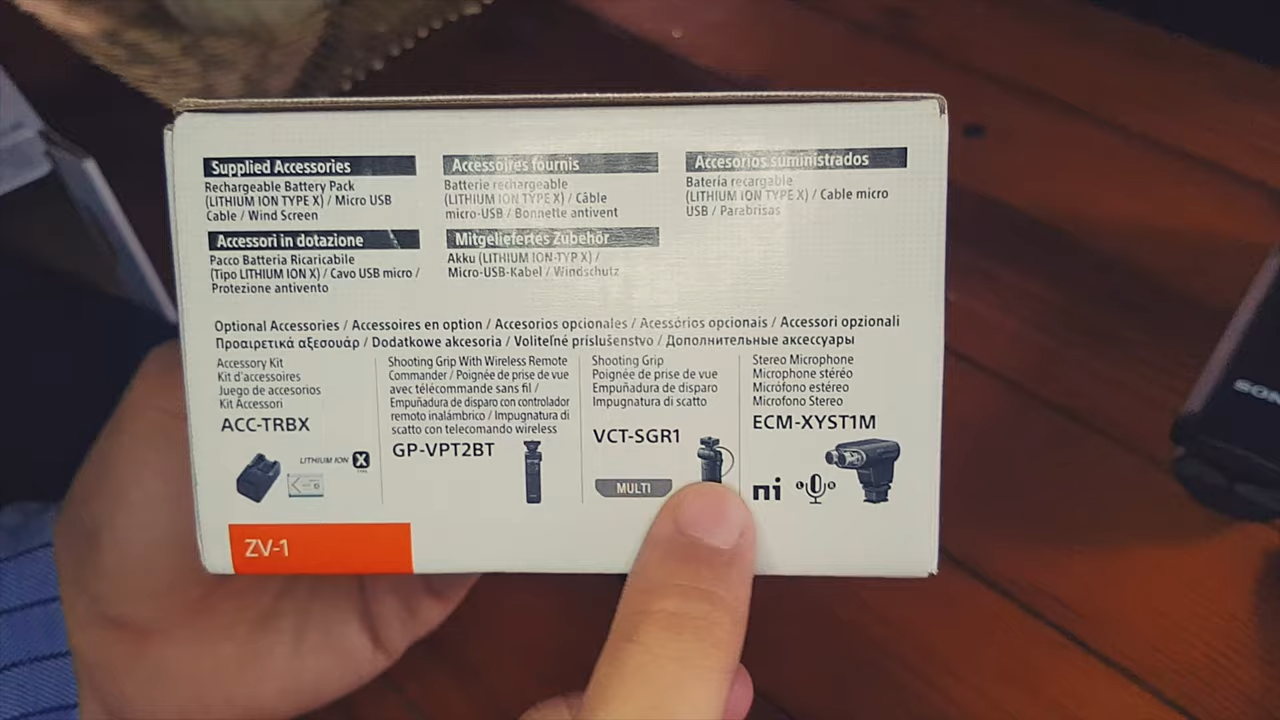 Supplied Accessories
Rechargeable Battery Pack
(LITHIUM ION TYPE X) / Micro USB
Cable / Wind Screen
Accessoires fournis
Batterie rechargeable
(LITHIUM ION TYPE X) / Câble
micro-USB / Bonnette antivent
Accesorios suministrados
Batería recargable
(LITHIUM ION TYPE X) / Cable micro
USB / Parabrisas
Accessori in dotazione
Pacco Batteria Ricaricabile
(Tipo LITHIUM ION X) / Cavo USB micro /
Protezione antivento
Mitgeliefertes Zubehör
Akku (LITHIUM ION-TYP X) /
Micro-USB-Kabel / Windschutz
Optional Accessories / Accessoires en option / Accesorios opcionales / Acessórios opcionais / Accessori opzionali
Προαιρετικά αξεσουάρ / Dodatkowe akcesoria / Voliteľné príslušenstvo / Дополнительные аксессуары
Accessory Kit
Kit d'accessoires
Juego de accesorios
Kit Accessori
ACC-TRBX
LITHIUM ION X
TYPE
Shooting Grip With Wireless Remote
Commander / Poignée de prise de vue
avec télécommande sans fil /
Empuñadura de disparo con controlador
remoto inalámbrico / Impugnatura di
scatto con telecomando wireless
GP-VPT2BT
Shooting Grip
Poignée de prise de vue
Empuñadura de disparo
Impugnatura di scatto
VCT-SGR1
MULTI
Stereo Microphone
Microphone stéréo
Micrófono estéreo
Microfono Stereo
ECM-XYST1M
L R
ZV-1
SON